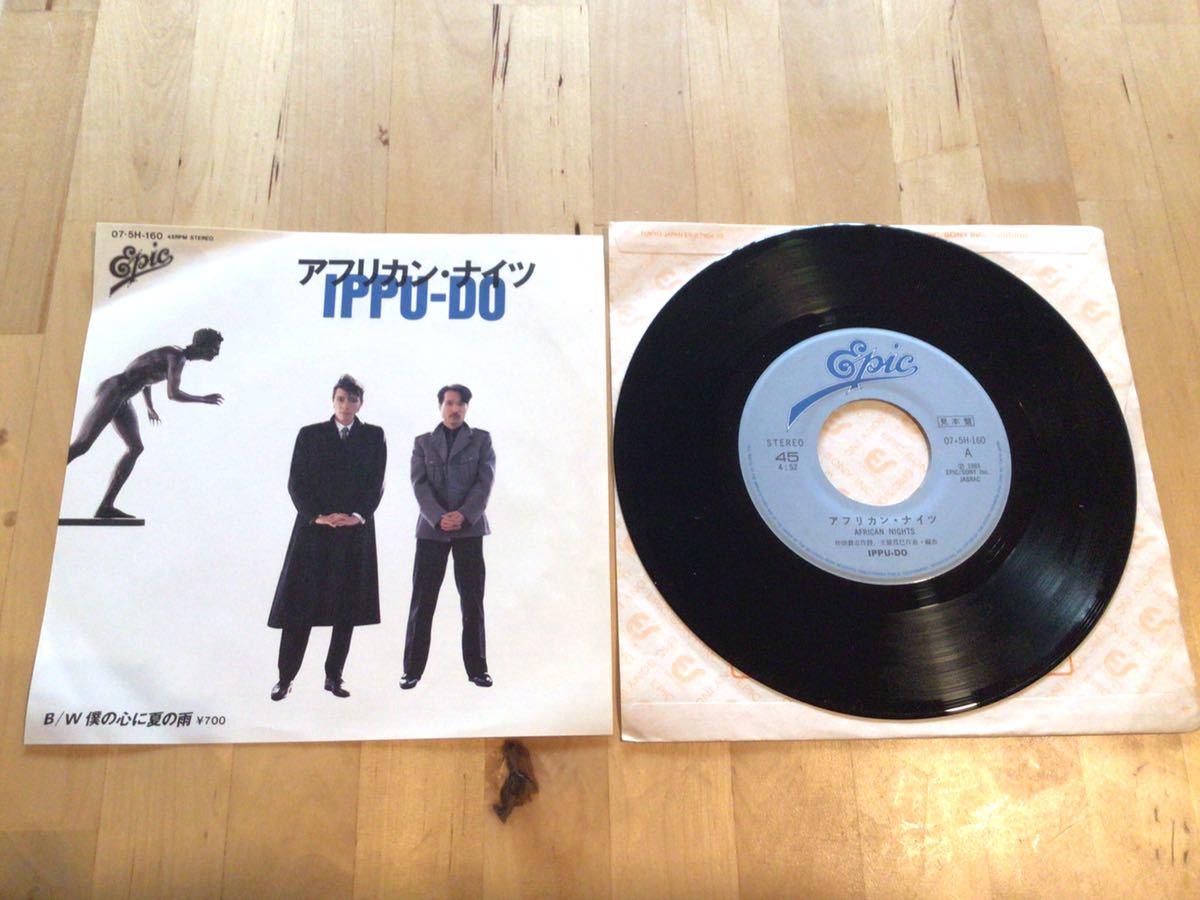 07・5H-160 45RPM STEREO
Epic
アフリカン・ナイツ
IPPU-DO
B/W 僕の心に夏の雨 ¥700
Epic
見本盤
STEREO
45
4:52
07・5H-160
A
EPIC/SONY Inc.
JASRAC
アフリカン・ナイツ
AFRICAN NIGHTS
IPPU-DO